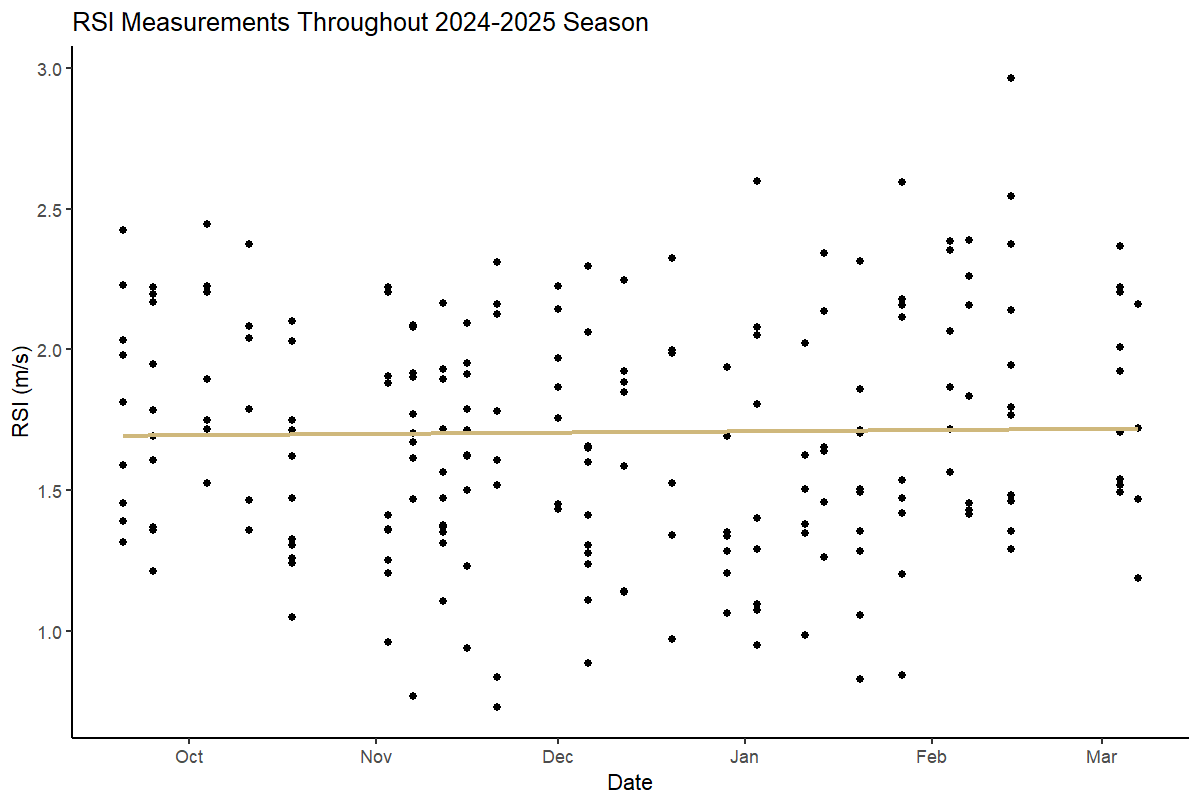 RSI Measurements Throughout 2024-2025 Season
3.0
2.5
2.0
1.5
1.0
RSI (m/s)
Oct Nov Dec Jan Feb Mar
Date